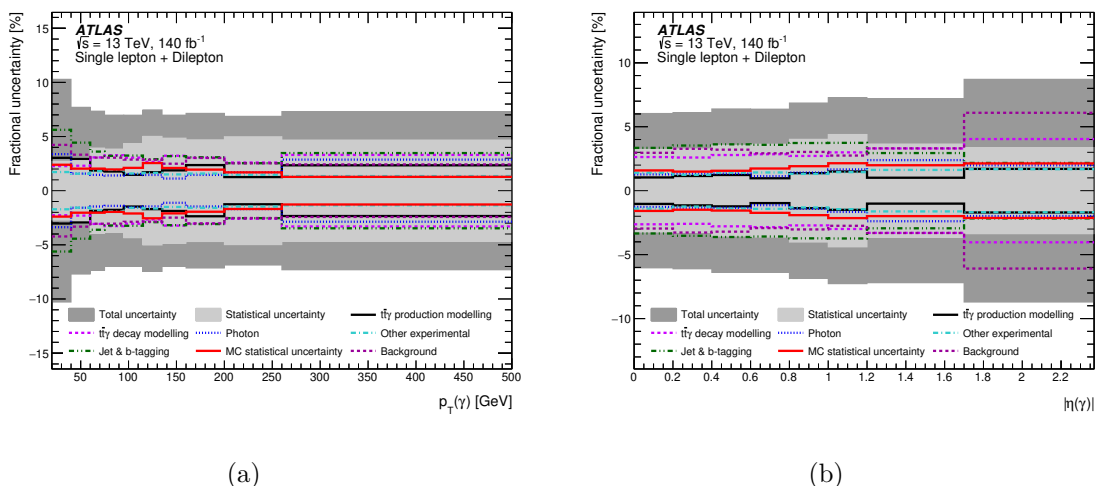 Fractional uncertainty [%]
15
10
5
0
−5
−10
−15
ATLAS
√s = 13 TeV, 140 fb⁻¹
Single lepton + Dilepton
Total uncertainty
Statistical uncertainty
tt̄γ production modelling
tt̄γ decay modelling
Photon
Other experimental
Jet & b-tagging
MC statistical uncertainty
Background
50 100 150 200 250 300 350 400 450 500
p_T(γ) [GeV]
(a)
Fractional uncertainty [%]
10
5
0
−5
−10
ATLAS
√s = 13 TeV, 140 fb⁻¹
Single lepton + Dilepton
Total uncertainty
Statistical uncertainty
tt̄γ production modelling
tt̄γ decay modelling
Photon
Other experimental
Jet & b-tagging
MC statistical uncertainty
Background
0 0.2 0.4 0.6 0.8 1 1.2 1.4 1.6 1.8 2 2.2
|η(γ)|
(b)